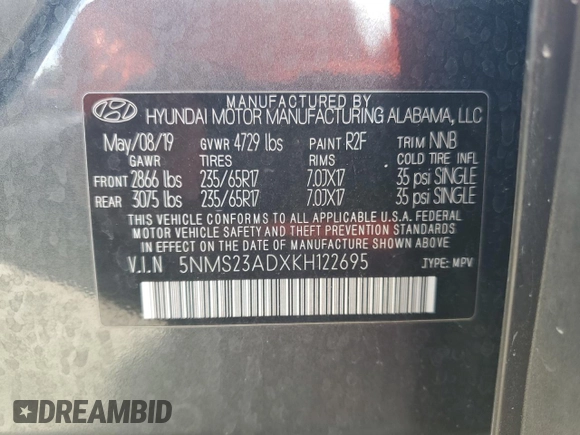 MANUFACTURED BY
HYUNDAI MOTOR MANUFACTURING ALABAMA, LLC
May/08/19 GVWR 4729 lbs PAINT R2F TRIM NNB
GAWR TIRES RIMS COLD TIRE INFL
FRONT 2866 lbs 235/65R17 7.0JX17 35 psi SINGLE
REAR 3075 lbs 235/65R17 7.0JX17 35 psi SINGLE
THIS VEHICLE CONFORMS TO ALL APPLICABLE U.S.A. FEDERAL
MOTOR VEHICLE SAFETY AND THEFT PREVENTION STANDARDS
IN EFFECT ON THE DATE OF MANUFACTURE SHOWN ABOVE.
V.I.N 5NMS23ADXKH122695 TYPE: MPV
DREAMBID